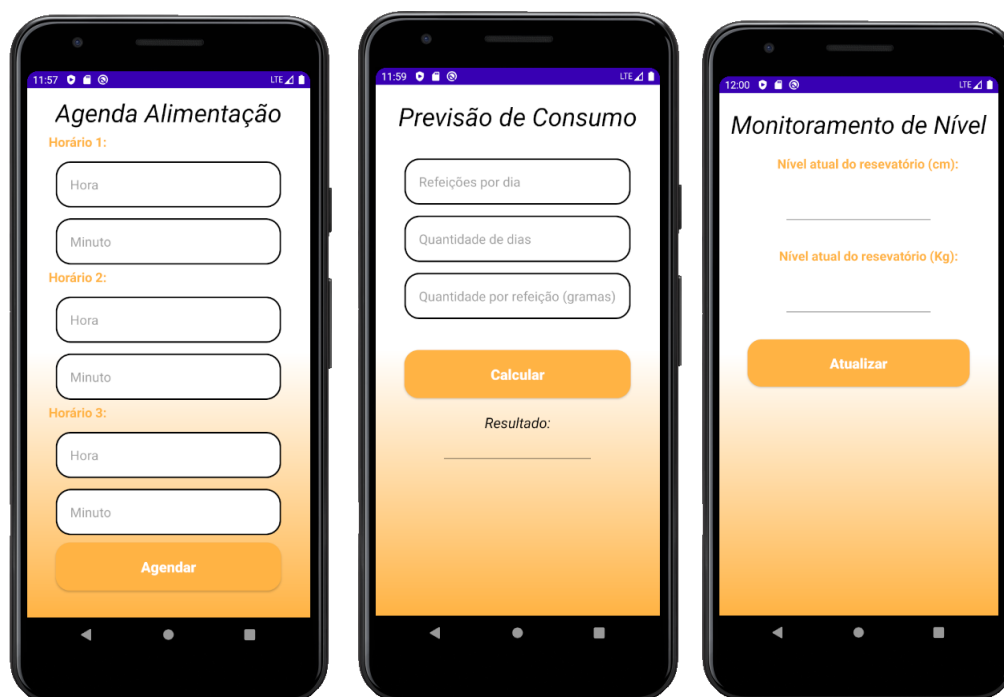 11:57 LTE
Agenda Alimentação
Horário 1:
Hora
Minuto
Horário 2:
Hora
Minuto
Horário 3:
Hora
Minuto
Agendar
11:59 LTE
Previsão de Consumo
Refeições por dia
Quantidade de dias
Quantidade por refeição (gramas)
Calcular
Resultado:
12:00 LTE
Monitoramento de Nível
Nível atual do resevatório (cm):
Nível atual do resevatório (Kg):
Atualizar